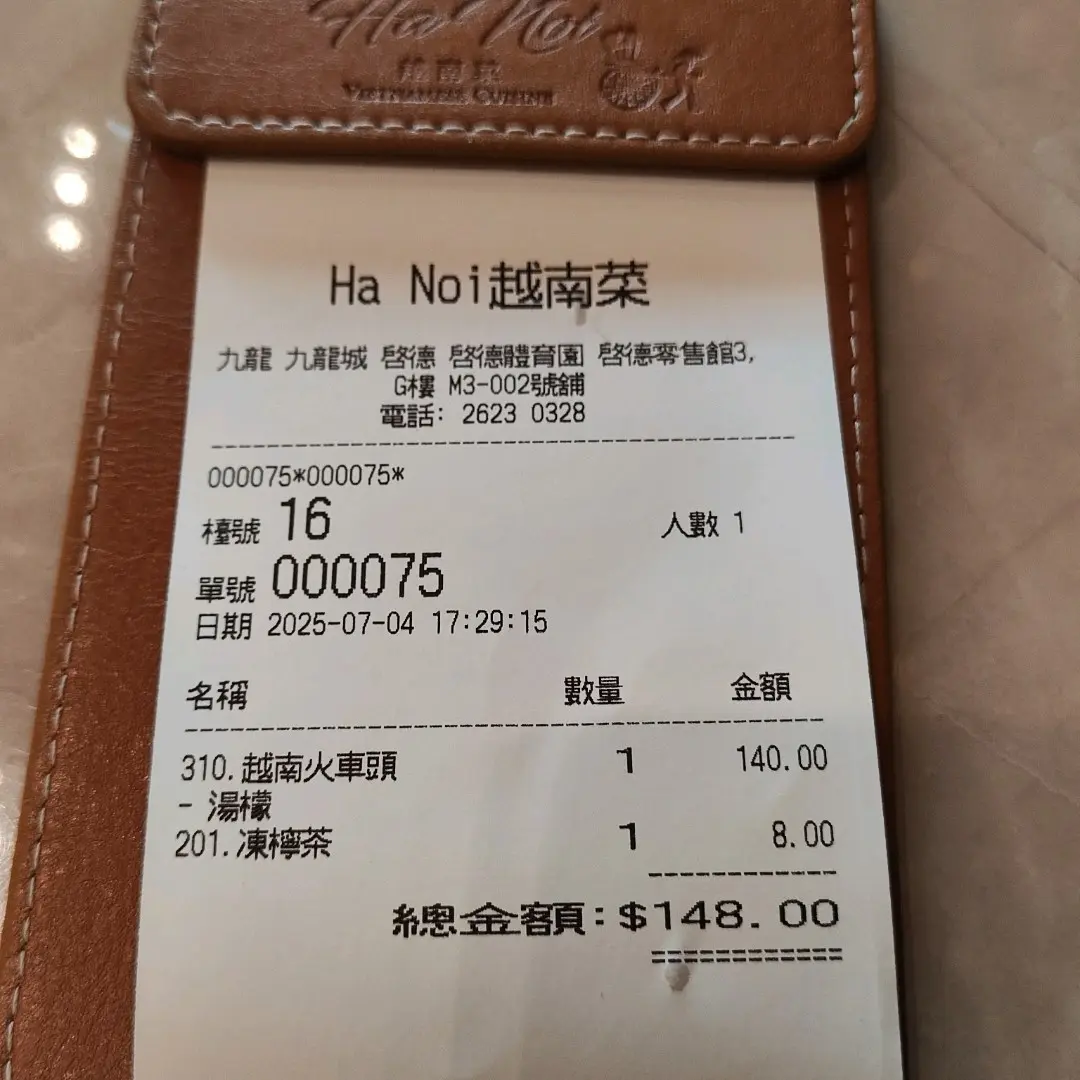 Ha Noi
越南菜
VIETNAMESE CUISINE
Ha Noi越南菜
九龍 九龍城 啓德 啓德體育園 啓德零售館3,
G樓 M3-002號舖
電話: 2623 0328
000075*000075*
檯號 16 人數 1
單號 000075
日期 2025-07-04 17:29:15
名稱 數量 金額
310.越南火車頭 1 140.00
- 湯檬
201.凍檸茶 1 8.00
總金額:$148.00